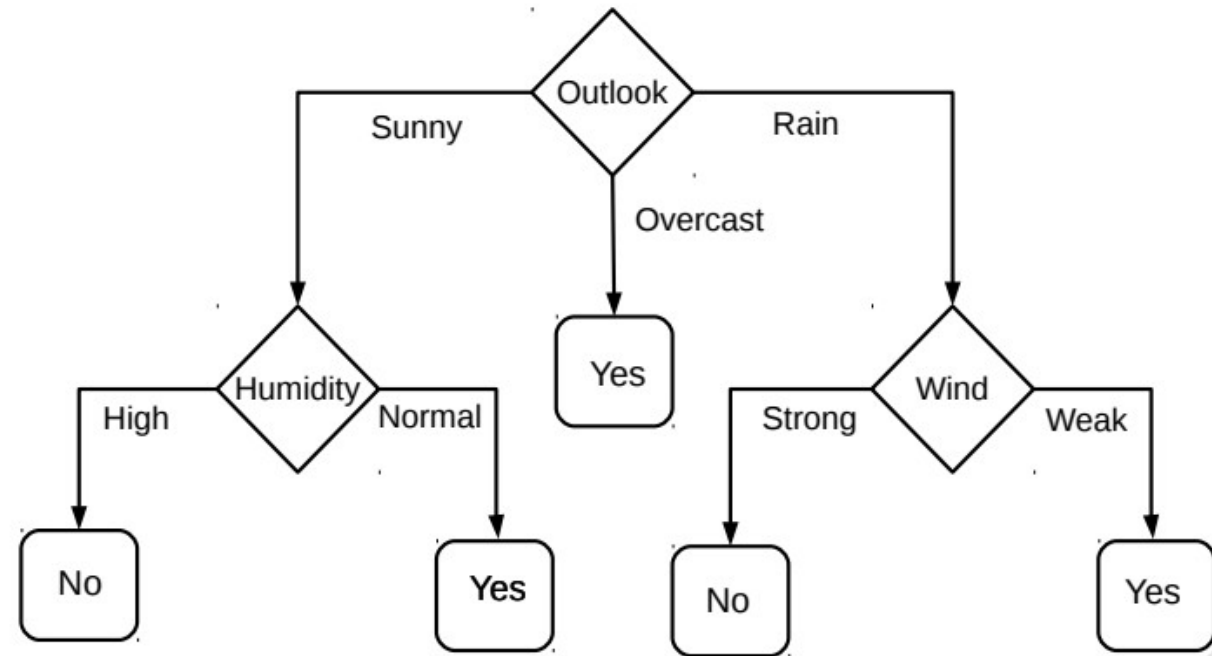 Outlook
Sunny
Rain
Overcast
Yes
Humidity
Wind
High
Normal
Strong
Weak
No
Yes
No
Yes